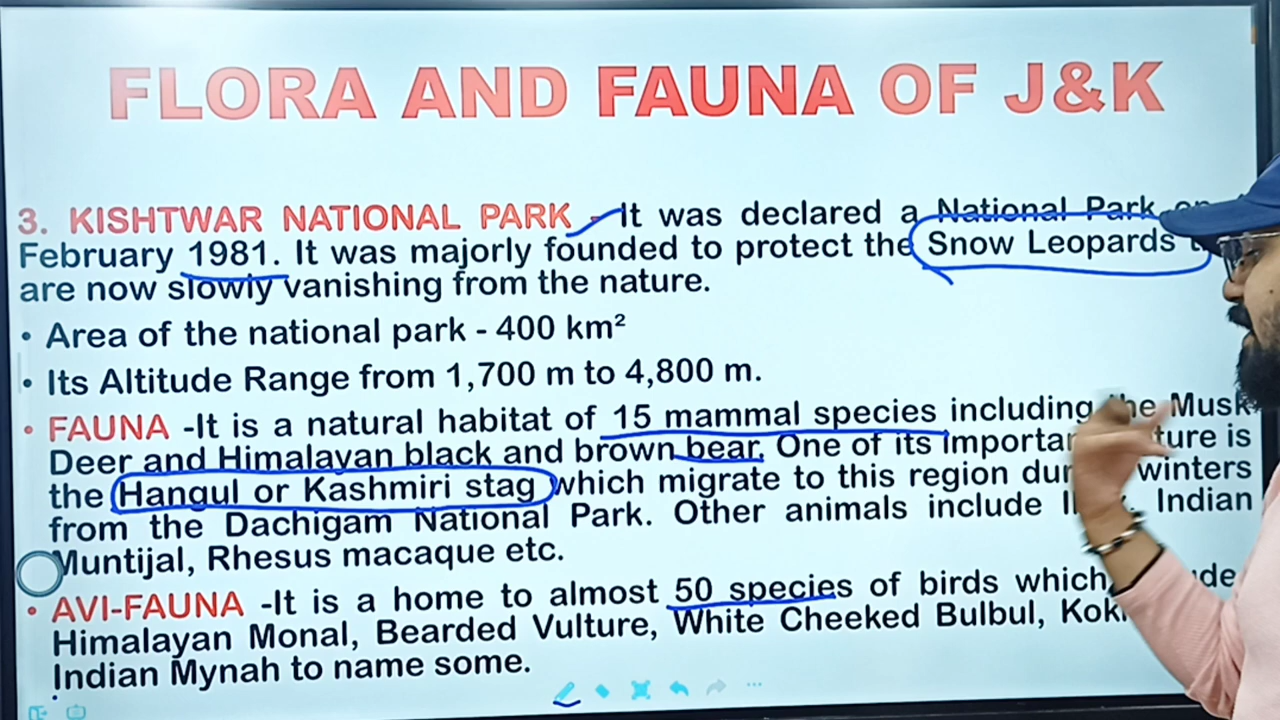 FLORA AND FAUNA OF J&K
3. KISHTWAR NATIONAL PARK - It was declared a National Park on
February 1981. It was majorly founded to protect the Snow Leopards
are now slowly vanishing from the nature.
• Area of the national park - 400 km²
• Its Altitude Range from 1,700 m to 4,800 m.
• FAUNA -It is a natural habitat of 15 mammal species including the Musk
Deer and Himalayan black and brown bear. One of its is
the Hangul or Kashmiri stag which migrate to this region winters
from the Dachigam National Park. Other animals include Indian
Muntijal, Rhesus macaque etc.
• AVI-FAUNA -It is a home to almost 50 species of birds which
Himalayan Monal, Bearded Vulture, White Cheeked Bulbul,
Indian Mynah to name some.